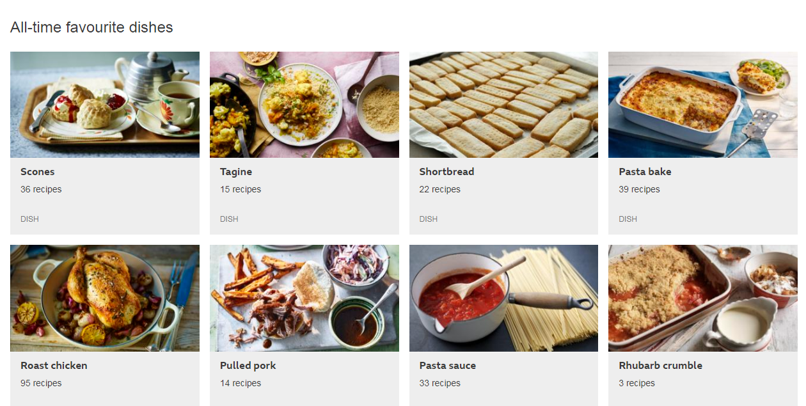 All-time favourite dishes
Scones
36 recipes
DISH
Tagine
15 recipes
DISH
Shortbread
22 recipes
DISH
Pasta bake
39 recipes
DISH
Roast chicken
95 recipes
Pulled pork
14 recipes
Pasta sauce
33 recipes
Rhubarb crumble
3 recipes